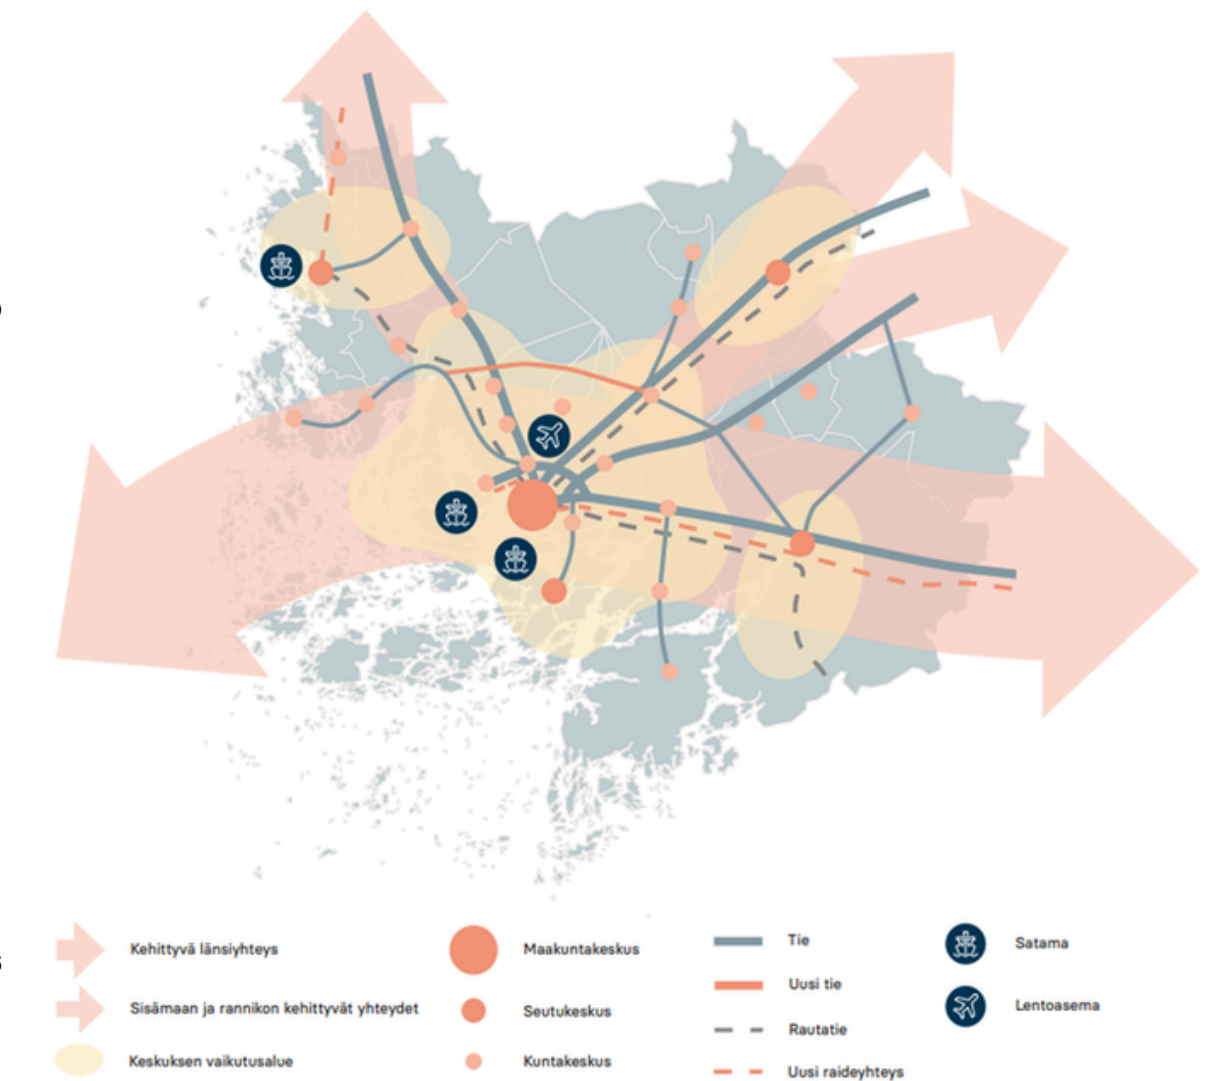 Kehittyvä länsiyhteys
Sisämaan ja rannikon kehittyvät yhteydet
Keskuksen vaikutusalue
Maakuntakeskus
Seutukeskus
Kuntakeskus
Tie
Uusi tie
Rautatie
Uusi raideyhteys
Satama
Lentoasema